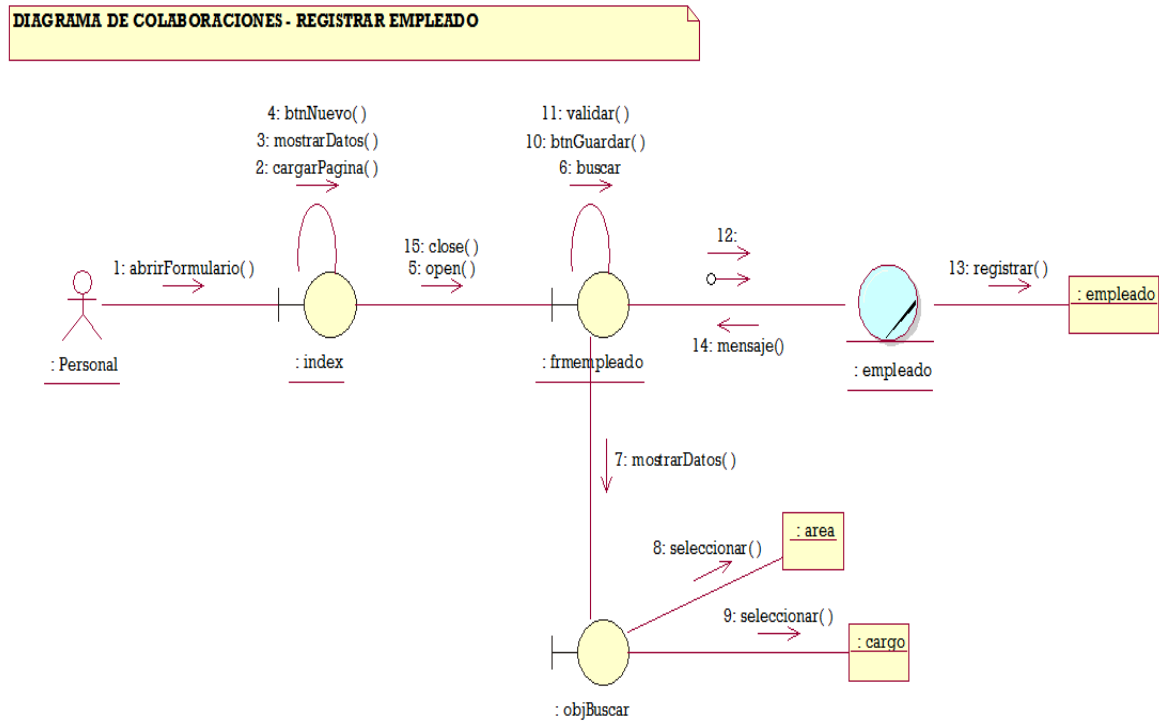 DIAGRAMA DE COLABORACIONES - REGISTRAR EMPLEADO
4: btnNuevo( )
3: mostrarDatos( )
2: cargarPagina( )
11: validar( )
10: btnGuardar( )
6: buscar
1: abrirFormulario( )
15: close( )
5: open( )
12:
13: registrar( )
14: mensaje()
: Personal
: index
: frmempleado
: empleado
: empleado
7: mostrarDatos( )
8: seleccionar( )
: area
9: seleccionar( )
: cargo
: objBuscar